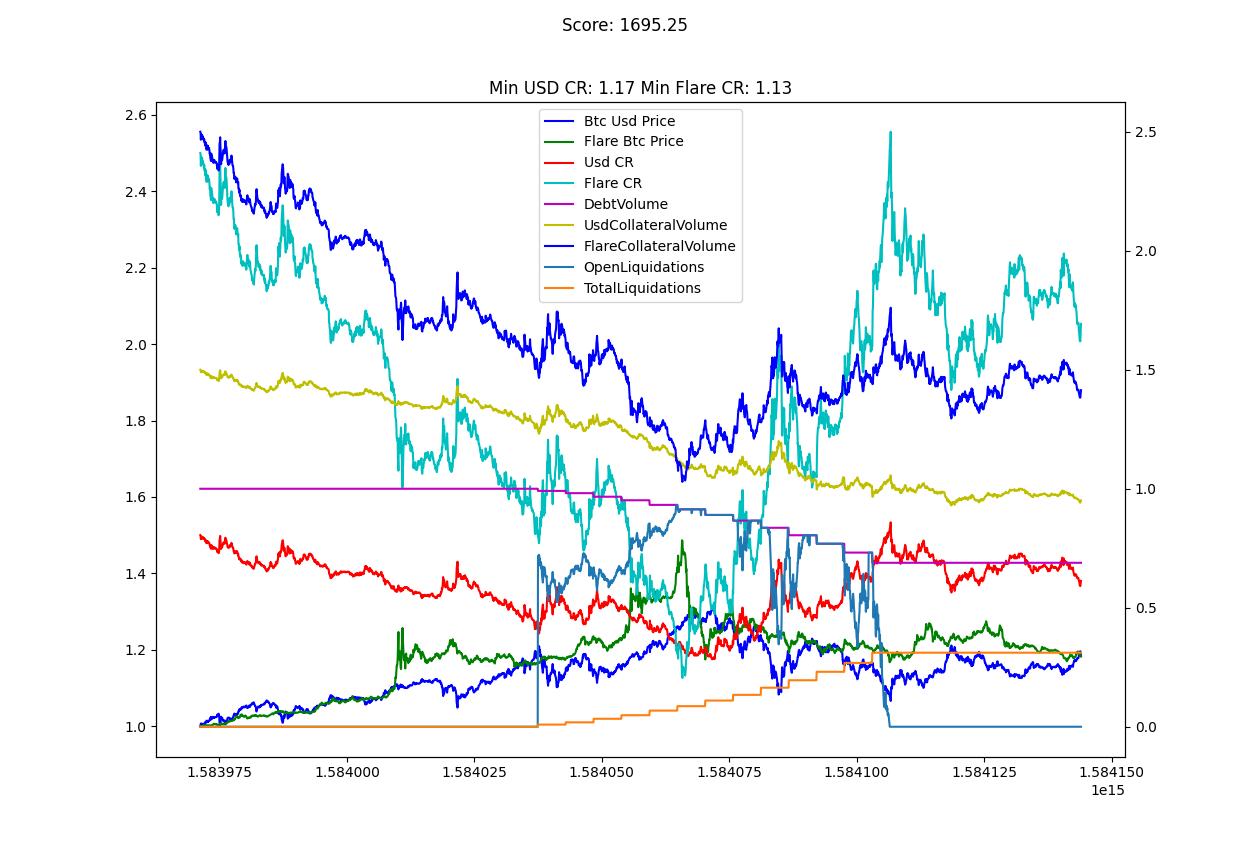 Score: 1695.25
Min USD CR: 1.17 Min Flare CR: 1.13
Btc Usd Price
Flare Btc Price
Usd CR
Flare CR
DebtVolume
UsdCollateralVolume
FlareCollateralVolume
OpenLiquidations
TotalLiquidations
2.6
2.4
2.2
2.0
1.8
1.6
1.4
1.2
1.0
2.5
2.0
1.5
1.0
0.5
0.0
1.583975 1.584000 1.584025 1.584050 1.584075 1.584100 1.584125 1.584150
1e15